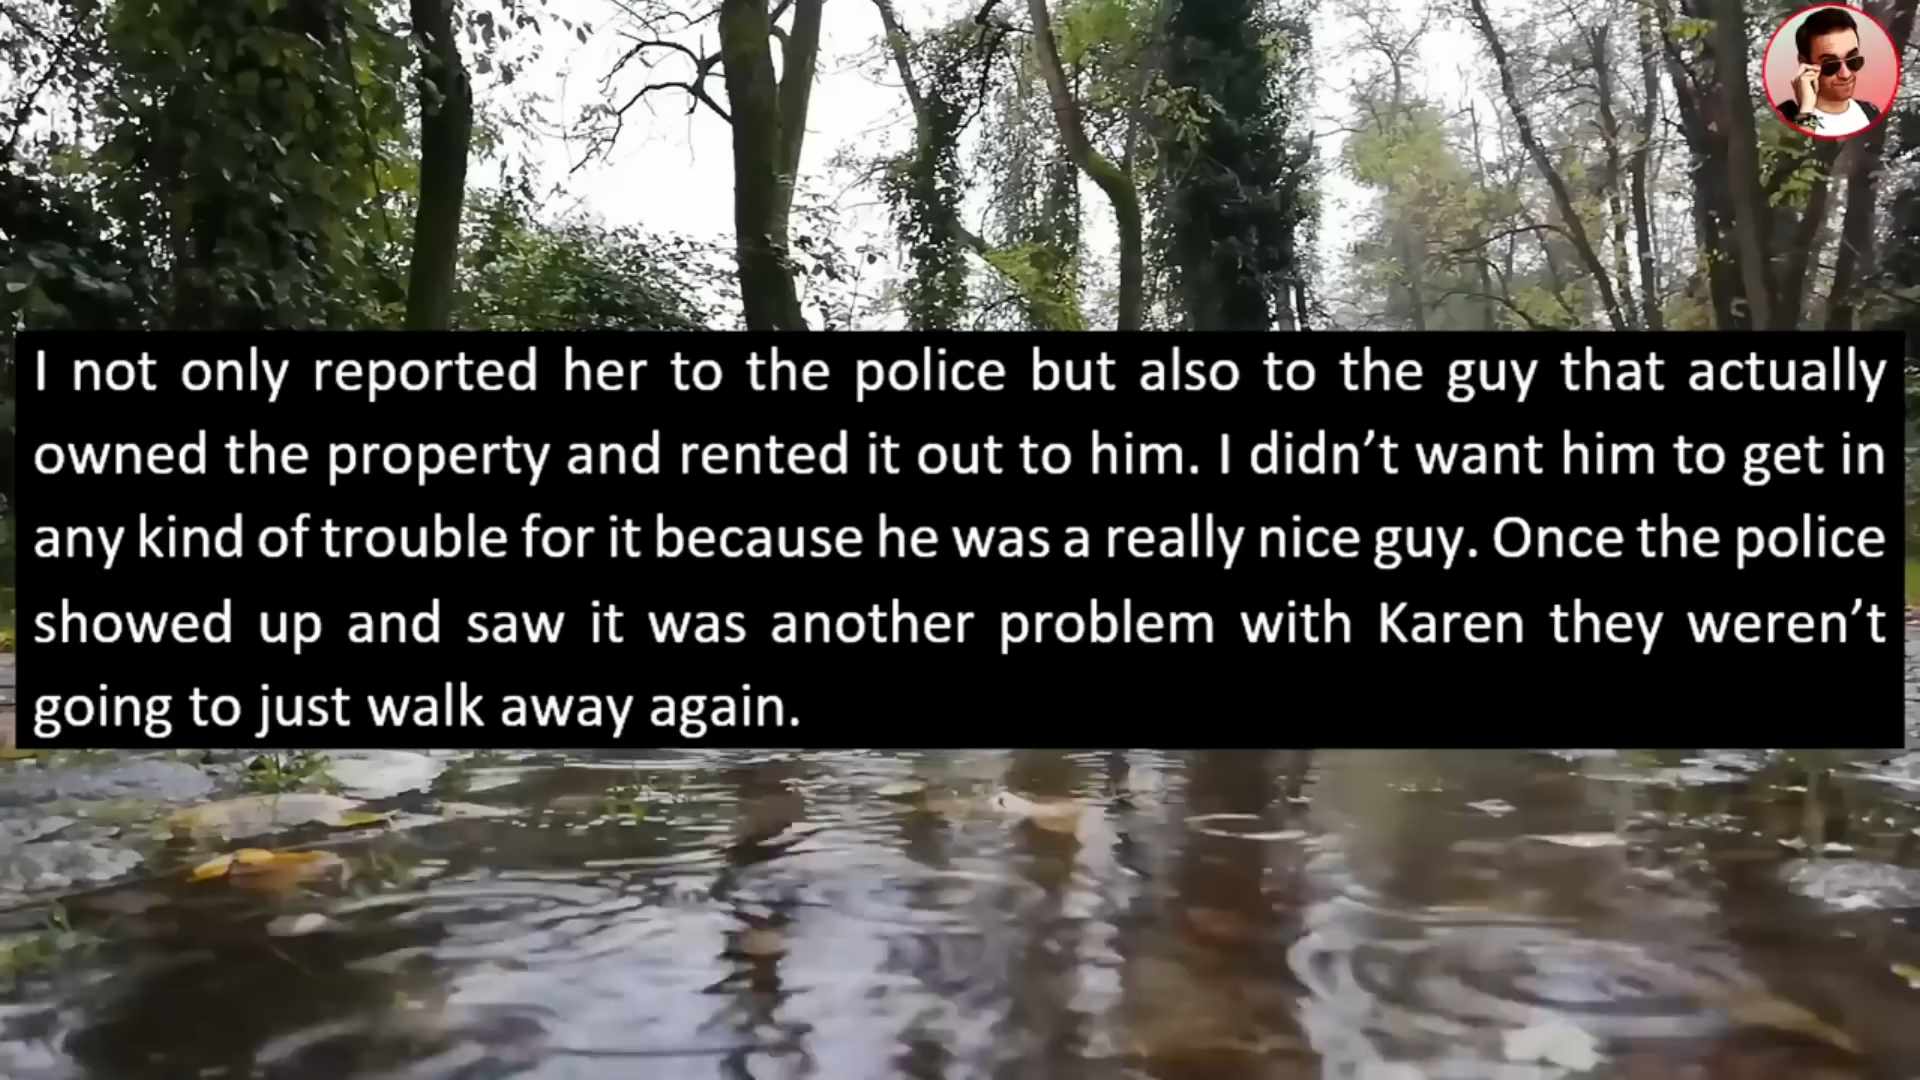 I not only reported her to the police but also to the guy that actually
owned the property and rented it out to him. I didn’t want him to get in
any kind of trouble for it because he was a really nice guy. Once the police
showed up and saw it was another problem with Karen they weren’t
going to just walk away again.